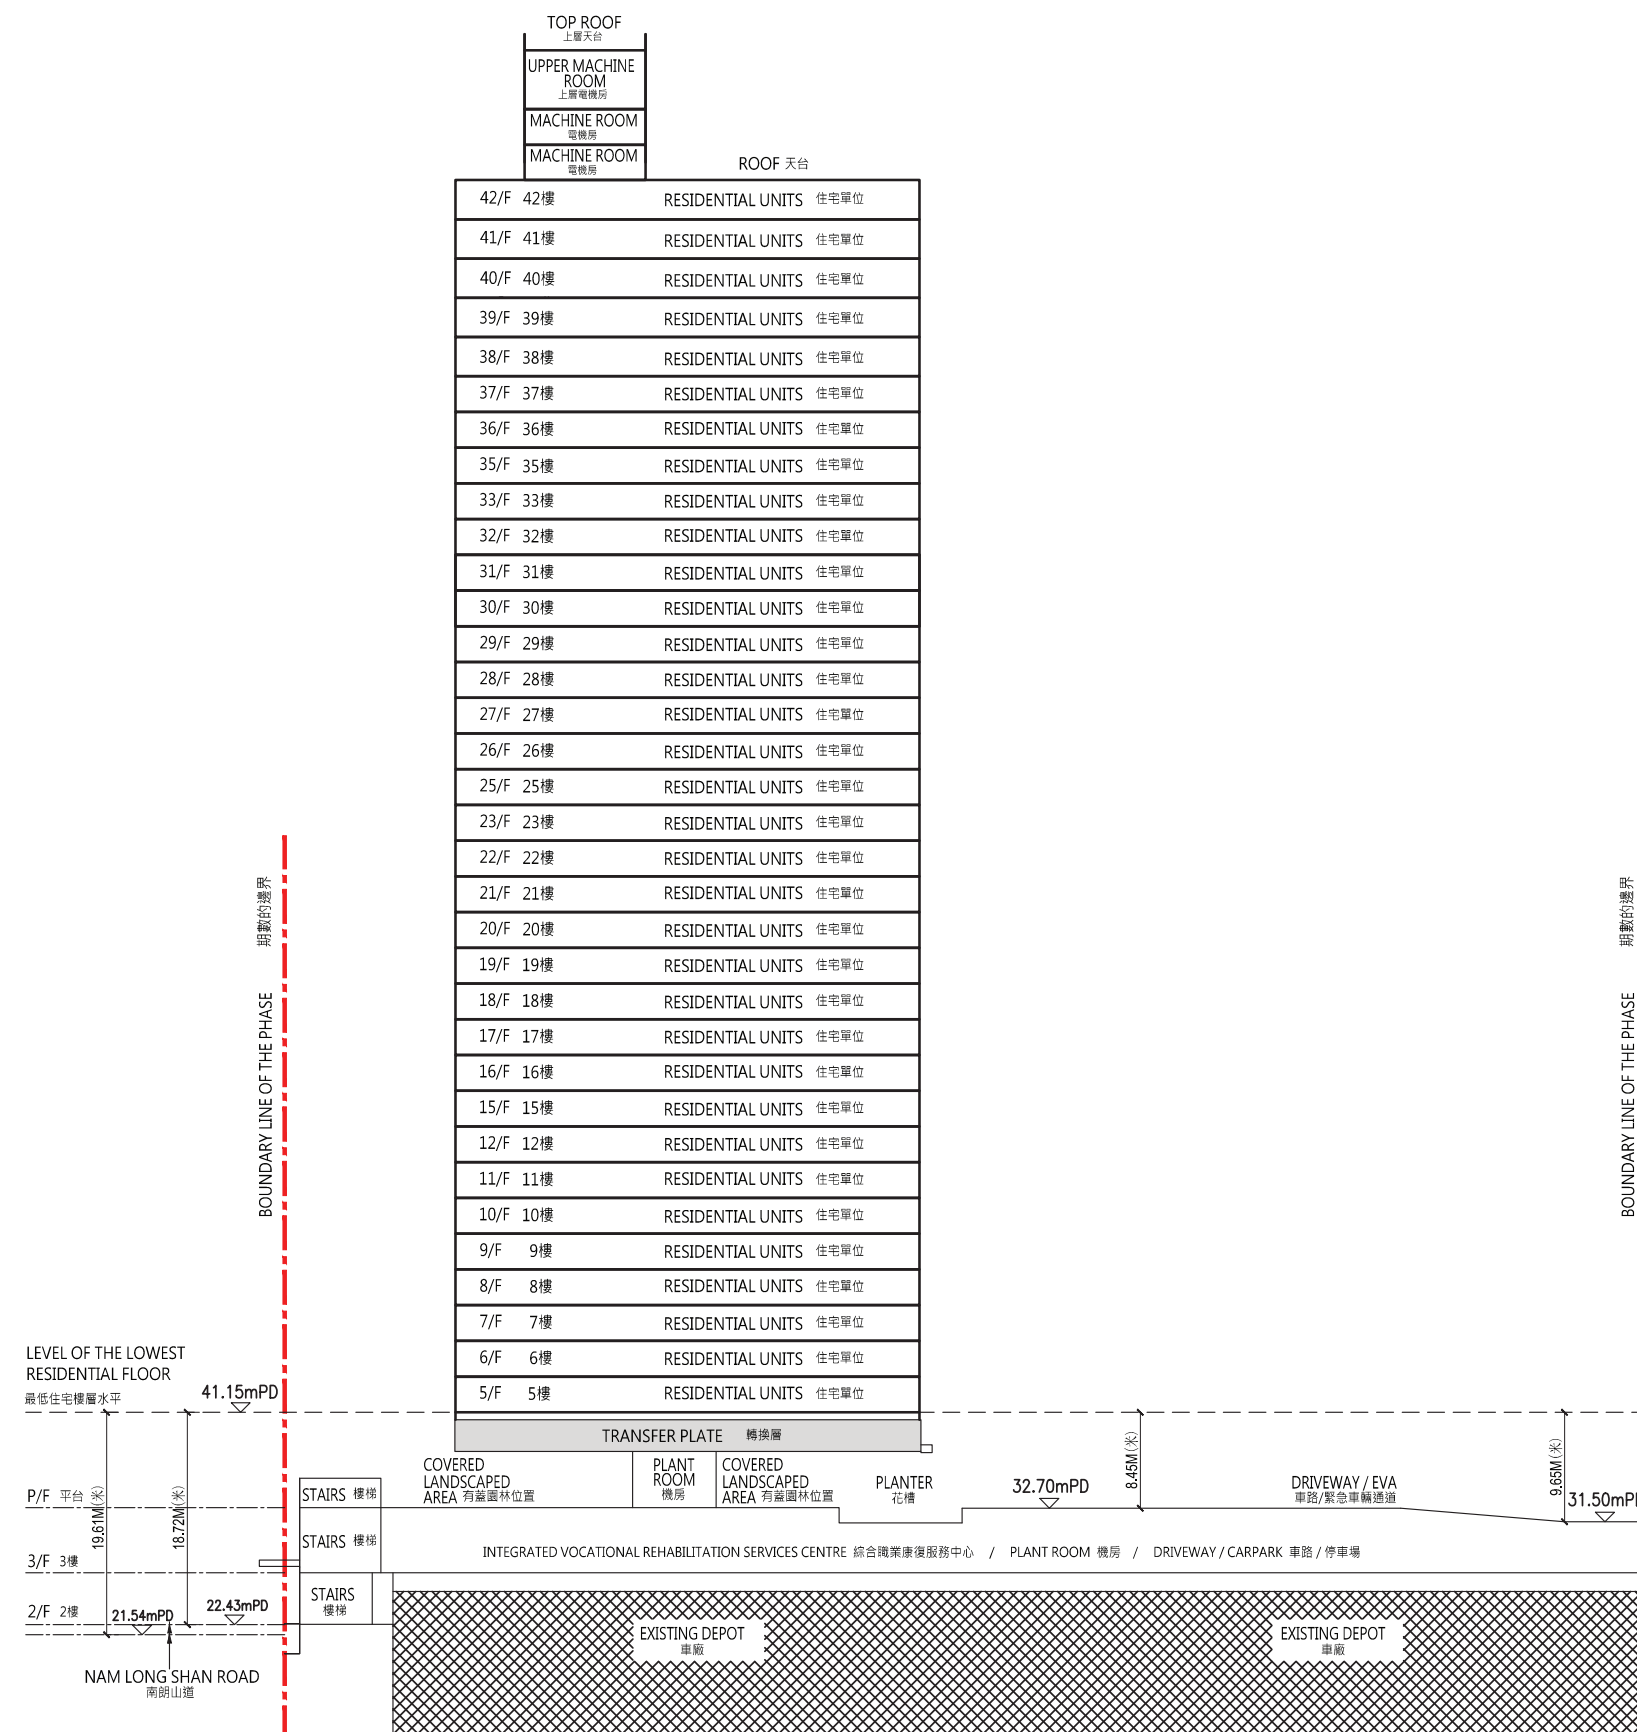 TOP ROOF
上層天台
UPPER MACHINE
ROOM
上層電機房
MACHINE ROOM
電機房
MACHINE ROOM
電機房
ROOF 天台
42/F 42樓 RESIDENTIAL UNITS 住宅單位
41/F 41樓 RESIDENTIAL UNITS 住宅單位
40/F 40樓 RESIDENTIAL UNITS 住宅單位
39/F 39樓 RESIDENTIAL UNITS 住宅單位
38/F 38樓 RESIDENTIAL UNITS 住宅單位
37/F 37樓 RESIDENTIAL UNITS 住宅單位
36/F 36樓 RESIDENTIAL UNITS 住宅單位
35/F 35樓 RESIDENTIAL UNITS 住宅單位
33/F 33樓 RESIDENTIAL UNITS 住宅單位
32/F 32樓 RESIDENTIAL UNITS 住宅單位
31/F 31樓 RESIDENTIAL UNITS 住宅單位
30/F 30樓 RESIDENTIAL UNITS 住宅單位
29/F 29樓 RESIDENTIAL UNITS 住宅單位
28/F 28樓 RESIDENTIAL UNITS 住宅單位
27/F 27樓 RESIDENTIAL UNITS 住宅單位
26/F 26樓 RESIDENTIAL UNITS 住宅單位
25/F 25樓 RESIDENTIAL UNITS 住宅單位
23/F 23樓 RESIDENTIAL UNITS 住宅單位
22/F 22樓 RESIDENTIAL UNITS 住宅單位
21/F 21樓 RESIDENTIAL UNITS 住宅單位
20/F 20樓 RESIDENTIAL UNITS 住宅單位
19/F 19樓 RESIDENTIAL UNITS 住宅單位
18/F 18樓 RESIDENTIAL UNITS 住宅單位
17/F 17樓 RESIDENTIAL UNITS 住宅單位
16/F 16樓 RESIDENTIAL UNITS 住宅單位
15/F 15樓 RESIDENTIAL UNITS 住宅單位
12/F 12樓 RESIDENTIAL UNITS 住宅單位
11/F 11樓 RESIDENTIAL UNITS 住宅單位
10/F 10樓 RESIDENTIAL UNITS 住宅單位
9/F 9樓 RESIDENTIAL UNITS 住宅單位
8/F 8樓 RESIDENTIAL UNITS 住宅單位
7/F 7樓 RESIDENTIAL UNITS 住宅單位
6/F 6樓 RESIDENTIAL UNITS 住宅單位
5/F 5樓 RESIDENTIAL UNITS 住宅單位
BOUNDARY LINE OF THE PHASE 期數的邊界
BOUNDARY LINE OF THE PHASE 期數的邊界
LEVEL OF THE LOWEST
RESIDENTIAL FLOOR
最低住宅樓層水平
41.15mPD
TRANSFER PLATE 轉換層
COVERED
LANDSCAPED
AREA 有蓋園林位置
PLANT
ROOM
機房
COVERED
LANDSCAPED
AREA 有蓋園林位置
PLANTER
花槽
32.70mPD
8.45M(米)
DRIVEWAY / EVA
車路/緊急車輛通道
9.65M(米)
31.50mPD
P/F 平台
19.61M(米)
18.72M(米)
STAIRS 樓梯
STAIRS 樓梯
3/F 3樓
INTEGRATED VOCATIONAL REHABILITATION SERVICES CENTRE 綜合職業康復服務中心 / PLANT ROOM 機房 / DRIVEWAY / CARPARK 車路 / 停車場
STAIRS
樓梯
2/F 2樓
21.54mPD
22.43mPD
EXISTING DEPOT
車廠
EXISTING DEPOT
車廠
NAM LONG SHAN ROAD
南朗山道